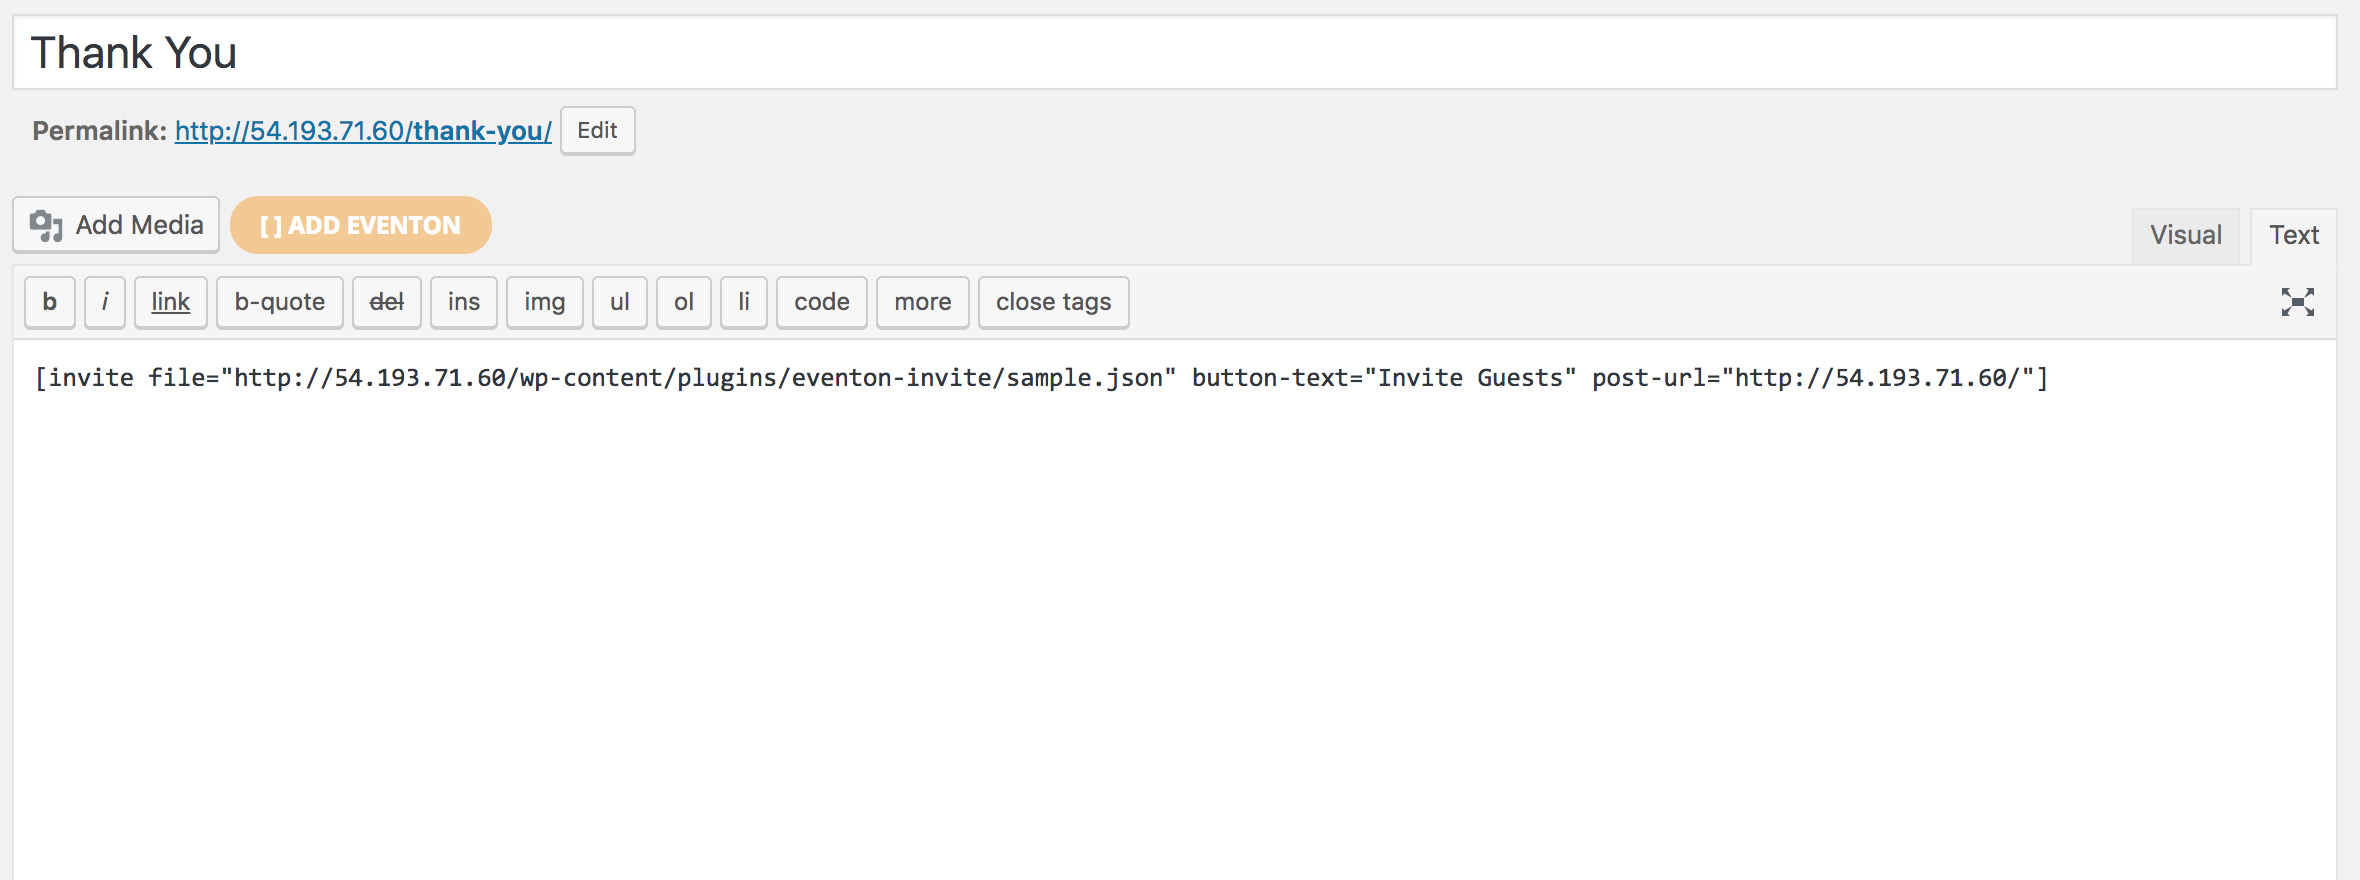 Thank You
Permalink: http://54.193.71.60/thank-you/ Edit
Add Media [ ] ADD EVENTON Visual Text
b i link b-quote del ins img ul ol li code more close tags
[invite file="http://54.193.71.60/wp-content/plugins/eventon-invite/sample.json" button-text="Invite Guests" post-url="http://54.193.71.60/"]